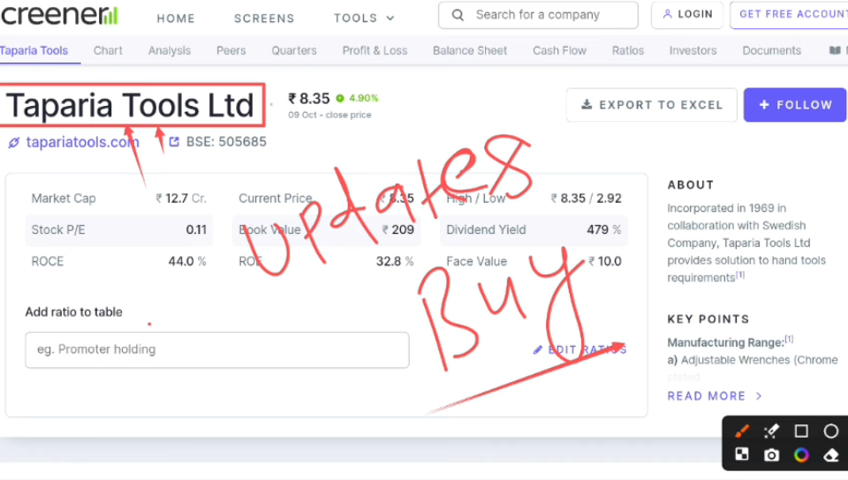 creener
HOME
SCREENS
TOOLS
Search for a company
LOGIN
GET FREE ACCOUNT
Taparia Tools
Chart
Analysis
Peers
Quarters
Profit & Loss
Balance Sheet
Cash Flow
Ratios
Investors
Documents
Taparia Tools Ltd
₹ 8.35
4.90%
09 Oct - close price
EXPORT TO EXCEL
+ FOLLOW
tapariatools.com
BSE: 505685
Market Cap ₹ 12.7 Cr.
Current Price ₹ 8.35
High / Low ₹ 8.35 / 2.92
Stock P/E 0.11
Book Value ₹ 209
Dividend Yield 479 %
ROCE 44.0 %
ROE 32.8 %
Face Value ₹ 10.0
Add ratio to table
eg. Promoter holding
EDIT RATIOS
Uptates
Buy
ABOUT
Incorporated in 1969 in
collaboration with Swedish
Company, Taparia Tools Ltd
provides solution to hand tools
requirements[1]
KEY POINTS
Manufacturing Range:[1]
a) Adjustable Wrenches (Chrome
READ MORE